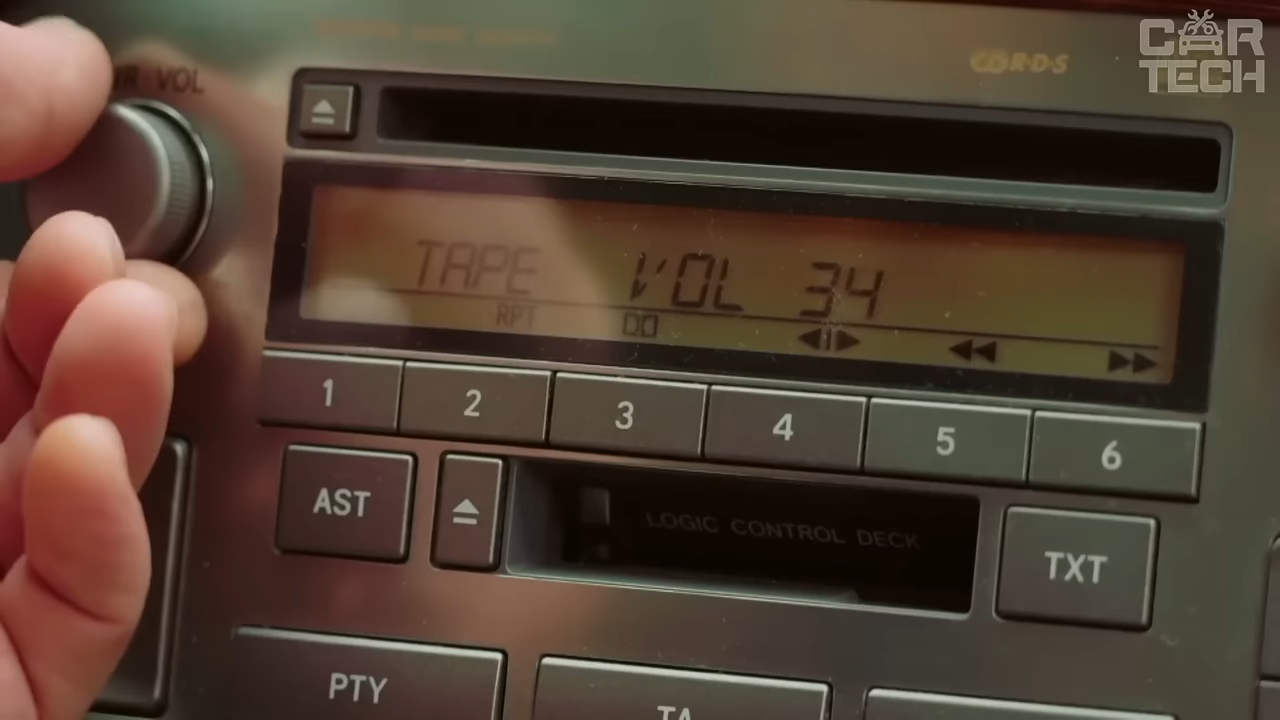 CAR
TECH
VOL
R·D·S
TAPE VOL 34
RPT
1 2 3 4 5 6
AST
LOGIC CONTROL DECK
TXT
PTY
TA